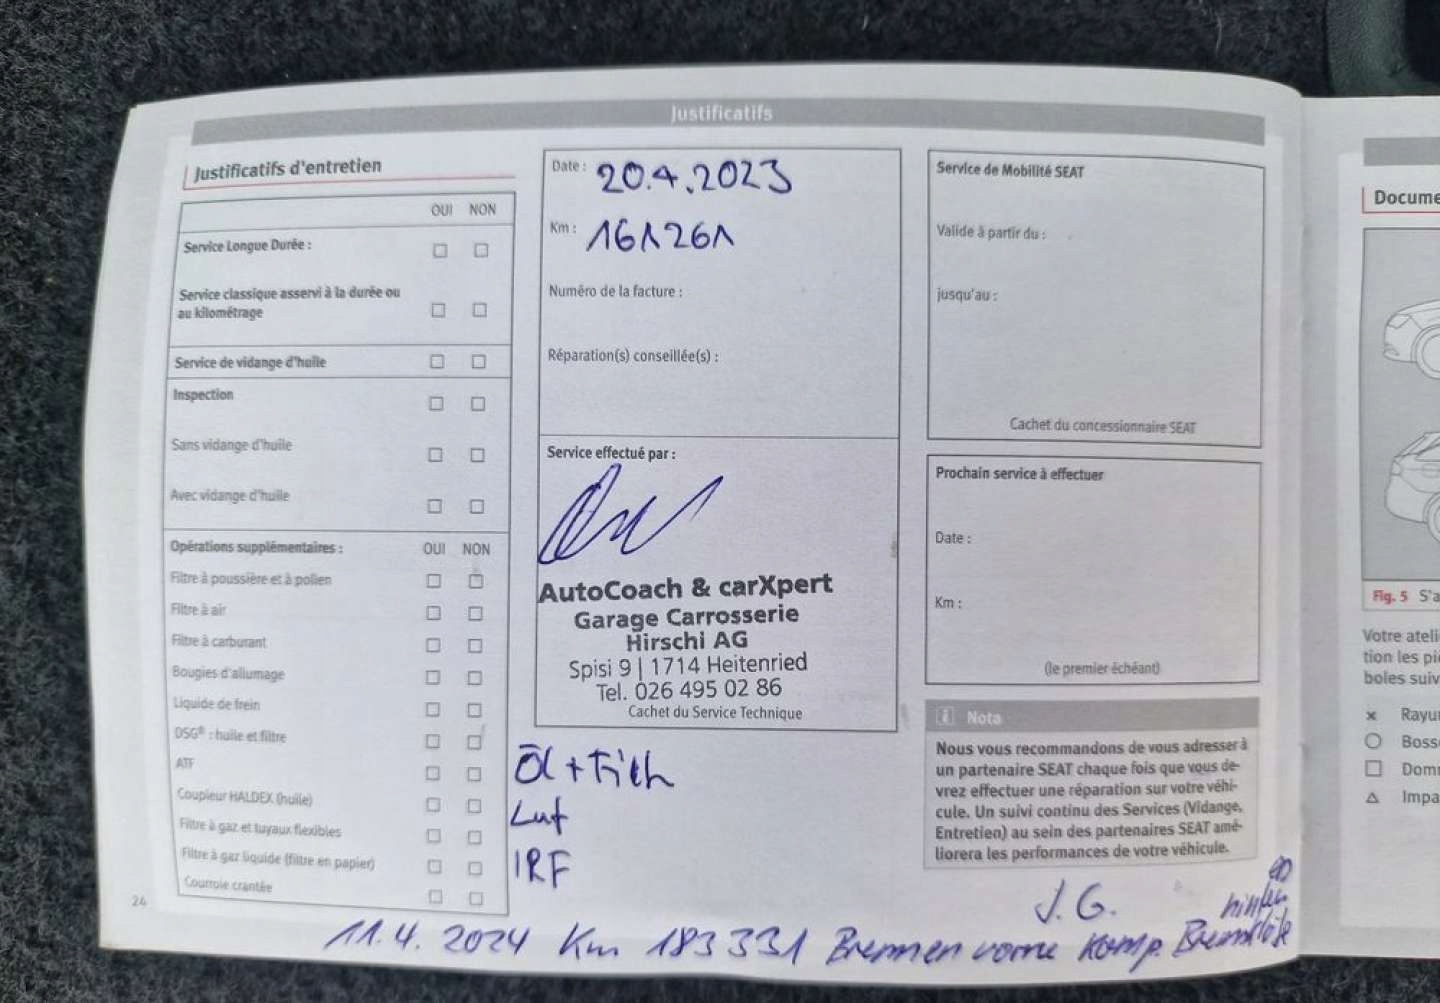 Justificatifs
Justificatifs d'entretien
OUI NON
Service Longue Durée :
Service classique asservi à la durée ou
au kilométrage
Service de vidange d'huile
Inspection
Sans vidange d'huile
Avec vidange d'huile
Opérations supplémentaires : OUI NON
Filtre à poussière et à pollen
Filtre à air
Filtre à carburant
Bougies d'allumage
Liquide de frein
DSG® : huile et filtre
ATF
Coupleur HALDEX (huile)
Filtre à gaz et tuyaux flexibles
Filtre à gaz liquide (filtre en papier)
Courroie crantée
24
Date : 20.4.2023
Km : 161261
Numéro de la facture :
Réparation(s) conseillée(s) :
Service effectué par :
AutoCoach & carXpert
Garage Carrosserie
Hirschi AG
Spisi 9 | 1714 Heitenried
Tel. 026 495 02 86
Cachet du Service Technique
Öl +
Luf
IRF
Service de Mobilité SEAT
Valide à partir du :
jusqu'au :
Cachet du concessionnaire SEAT
Prochain service à effectuer
Date :
Km :
(le premier échéant)
i Nota
Nous vous recommandons de vous adresser à
un partenaire SEAT chaque fois que vous de-
vrez effectuer une réparation sur votre véhi-
cule. Un suivi continu des Services (Vidange,
Entretien) au sein des partenaires SEAT amé-
liorera les performances de votre véhicule.
J. G.
hinten
11.4. 2024 Km 183331 Bremsen vorne komp.
Docume
Fig. 5 S'a
Votre ateli
tion les piè
boles suiv
Rayu
Boss
Dom
Impa